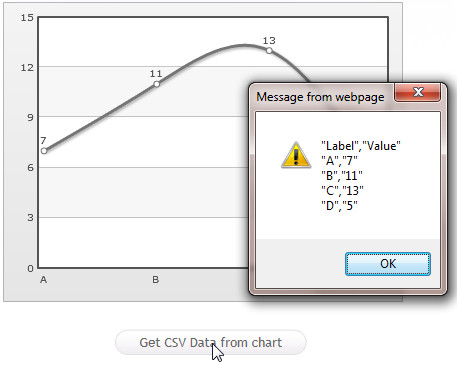 15
13
12
11
9
7
6
3
0
A
B
Message from webpage
"Label","Value"
"A","7"
"B","11"
"C","13"
"D","5"
OK
Get CSV Data from chart